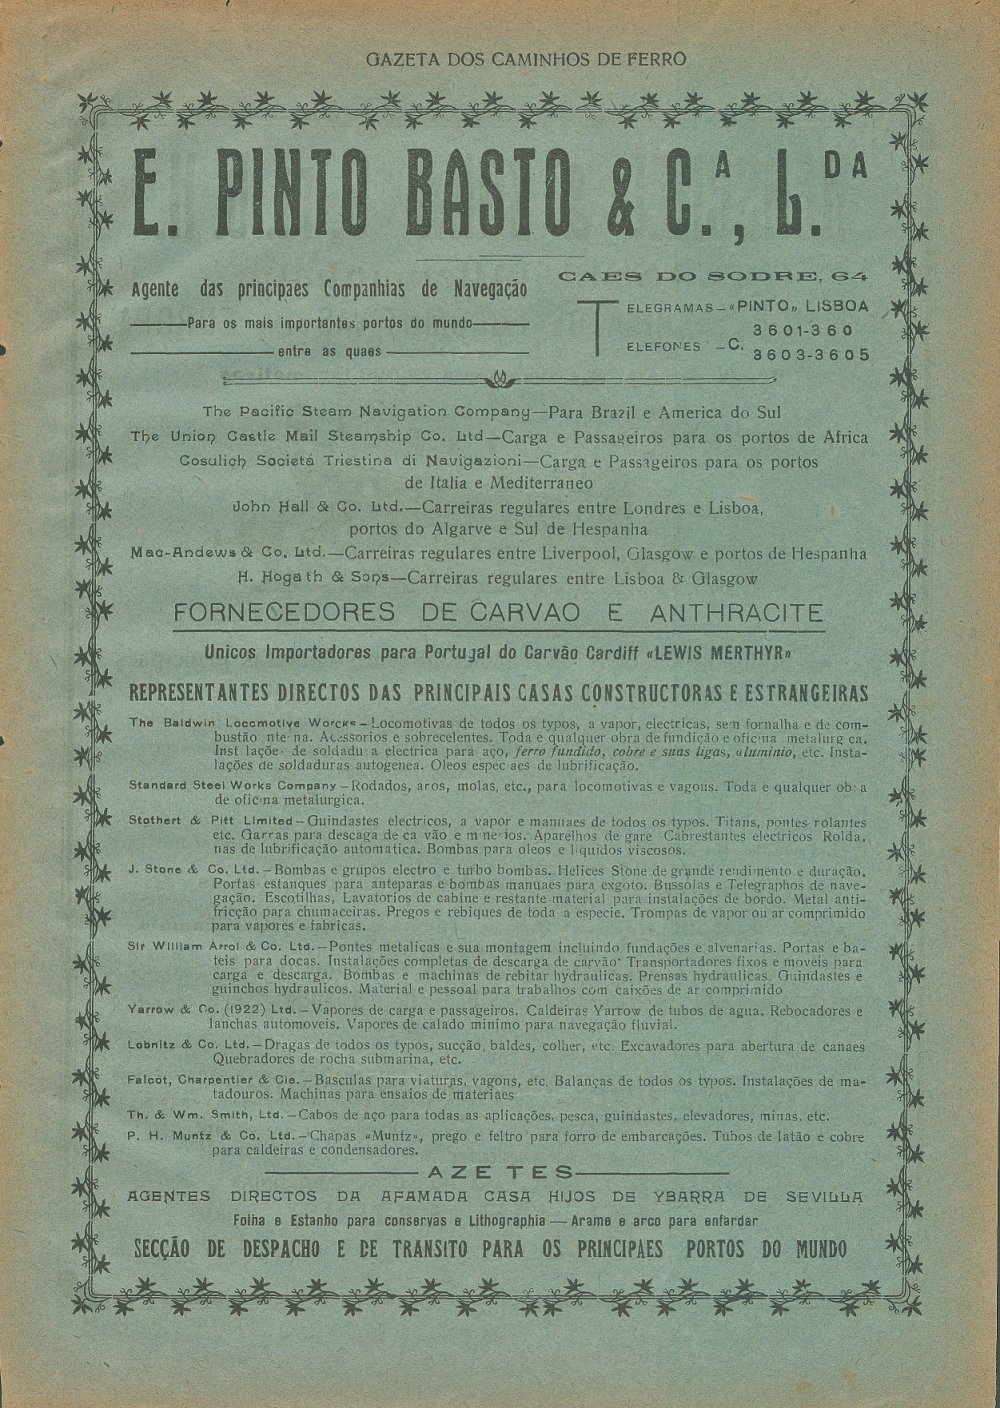 GAZETA DOS CAMINHOS DE FERRO
E. PINTO BASTO & C.ª, L.DA
Agente das principaes Companhias de Navegação
Para os mais importantes portos do mundo
entre as quaes
CAES DO SODRE, 64
TELEGRAMAS—«PINTO» LISBOA
TELEFONES—C. 3601-360
3603-3605
The Pacific Steam Navigation Company—Para Brazil e America do Sul
The Union Castle Mail Steamship Co. Ltd—Carga e Passageiros para os portos de Africa
Cosulich Societá Triestina di Navigazioni—Carga e Passageiros para os portos
de Italia e Mediterraneo
John Hall & Co. Ltd.—Carreiras regulares entre Londres e Lisboa,
portos do Algarve e Sul de Hespanha
Mac-Andews & Co. Ltd.—Carreiras regulares entre Liverpool, Glasgow e portos de Hespanha
H. Hogath & Sons—Carreiras regulares entre Lisboa & Glasgow
FORNECEDORES DE CARVAO E ANTHRACITE
Unicos Importadores para Portugal do Carvão Cardiff «LEWIS MERTHYR»
REPRESENTANTES DIRECTOS DAS PRINCIPAIS CASAS CONSTRUCTORAS E ESTRANGEIRAS
The Baldwin Locomotive Worcks—Locomotivas de todos os typos, a vapor, electricas, sem fornalha e de com-
bustão nte na. Acessorios e sobrecelentes. Toda e qualquer obra de fundição e oficina metalurg ca.
Inst lações de soldadu a electrica para aço, ferro fundido, cobre e suas ligas, aluminio, etc. Insta-
lações de soldaduras autogenea. Oleos espec aes de lubrificação.
Standard Steel Works Company—Rodados, aros, molas, etc., para locomotivas e vagons. Toda e qualquer ob a
de oficina metalurgica.
Stothert & Pitt Limited—Guindastes electricos, a vapor e manuaes de todos os typos. Titans, pontes rolantes
etc. Garras para descaga de ca vão e minerios. Aparelhos de gare Cabrestantes electricos Rolda.
nas de lubrificação automatica. Bombas para oleos e liquidos viscosos.
J. Stone & Co. Ltd.—Bombas e grupos electro e turbo bombas. Helices Stone de grande rendimento e duração.
Portas estanques para anteparas e bombas manuaes para exgoto. Bussolas e Telegraphos de nave-
gação. Escotilhas, Lavatorios de cabine e restante material para instalações de bordo. Metal anti-
fricção para chumaceiras. Pregos e rebiques de toda a especie. Trompas de vapor ou ar comprimido
para vapores e fabricas.
Sir William Arrol & Co. Ltd.—Pontes metalicas e sua montagem incluindo fundações e alvenarias. Portas e ba-
teis para docas. Instalações completas de descarga de carvão· Transportadores fixos e moveis para
carga e descarga. Bombas e machinas de rebitar hydraulicas. Prensas hydraulicas. Guindastes e
guinchos hydraulicos. Material e pessoal para trabalhos com caixões de ar comprimido
Yarrow & Co. (1922) Ltd.—Vapores de carga e passageiros. Caldeiras Yarrow de tubos de agua. Rebocadores e
lanchas automoveis. Vapores de calado minimo para navegação fluvial.
Lobnitz & Co. Ltd.—Dragas de todos os typos, sucção, baldes, colher, etc. Excavadores para abertura de canaes
Quebradores de rocha submarina, etc.
Falcot, Charpentier & Cie.—Basculas para viaturas, vagons, etc. Balanças de todos os typos. Instalações de ma-
tadouros. Machinas para ensaios de materiaes
Th. & Wm. Smith, Ltd.—Cabos de aço para todas as aplicações, pesca, guindastes, elevadores, minas, etc.
P. H. Muntz & Co. Ltd.—Chapas «Muntz», prego e feltro para forro de embarcações. Tubos de latão e cobre
para caldeiras e condensadores.
AZETES
AGENTES DIRECTOS DA AFAMADA CASA HIJOS DE YBARRA DE SEVILLA
Folha e Estanho para conservas e Lithographia — Arame e arco para enfardar
SECÇÃO DE DESPACHO E DE TRANSITO PARA OS PRINCIPAES PORTOS DO MUNDO